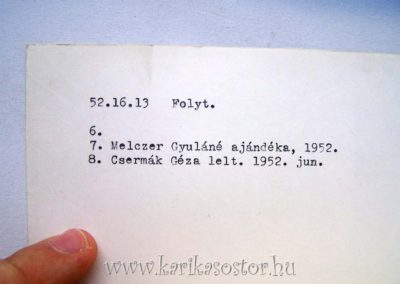 52.16.13 Folyt.
6.
7. Melczer Gyuláné ajándéka, 1952.
8. Csermák Géza lelt. 1952. jun.
www.karikasostor.hu